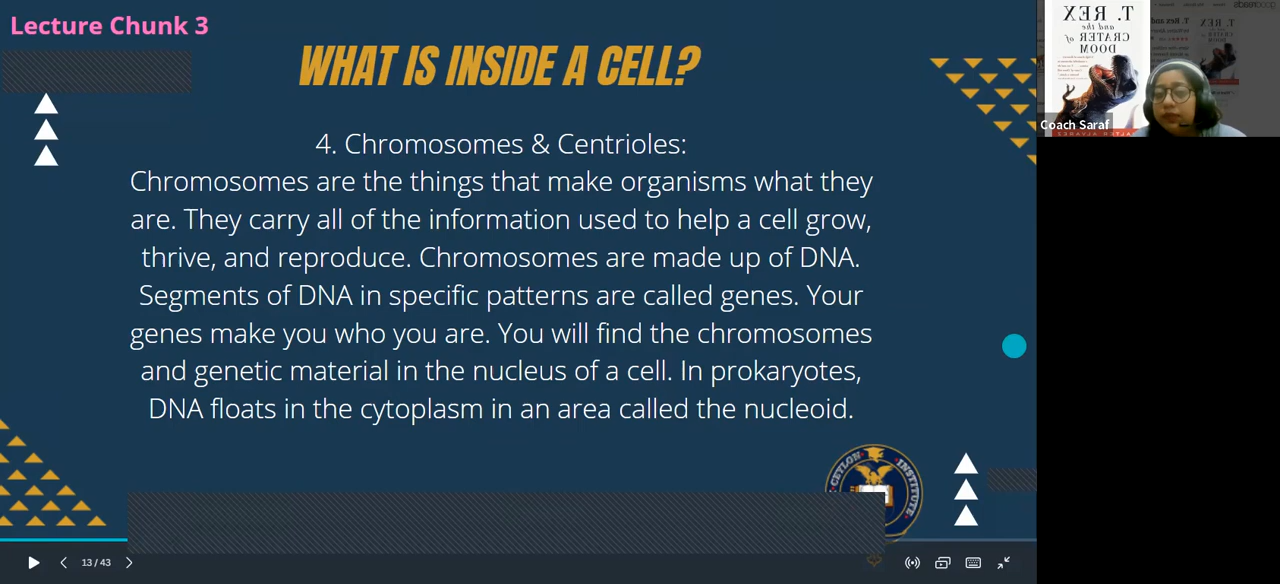 Lecture Chunk 3
WHAT IS INSIDE A CELL?
4. Chromosomes & Centrioles:
Chromosomes are the things that make organisms what they
are. They carry all of the information used to help a cell grow,
thrive, and reproduce. Chromosomes are made up of DNA.
Segments of DNA in specific patterns are called genes. Your
genes make you who you are. You will find the chromosomes
and genetic material in the nucleus of a cell. In prokaryotes,
DNA floats in the cytoplasm in an area called the nucleoid.
CEYLON INSTITUTE
13 / 43
T. REX
and the
CRATER of
DOOM
Coach Saraf
goodreads